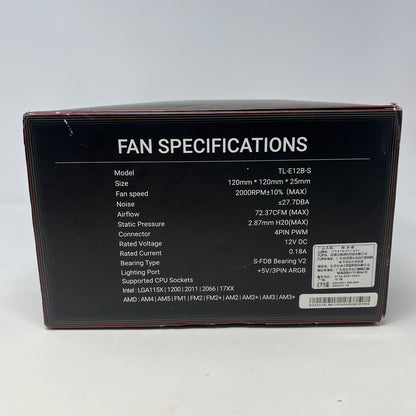 FAN SPECIFICATIONS
Model TL-E12B-S
Size 120mm * 120mm * 25mm
Fan speed 2000RPM±10% (MAX)
Noise ≤27.7DBA
Airflow 72.37CFM (MAX)
Static Pressure 2.87mm H20(MAX)
Connector 4PIN PWM
Rated Voltage 12V DC
Rated Current 0.18A
Bearing Type S-FDB Bearing V2
Lighting Port +5V/3PIN ARGB
Supported CPU Sockets
Intel : LGA115X | 1200 | 2011 | 2066 | 17XX
AMD : AM4 | AM5 | FM1 | FM2 | FM2+ | AM2 | AM2+ | AM3 | AM3+